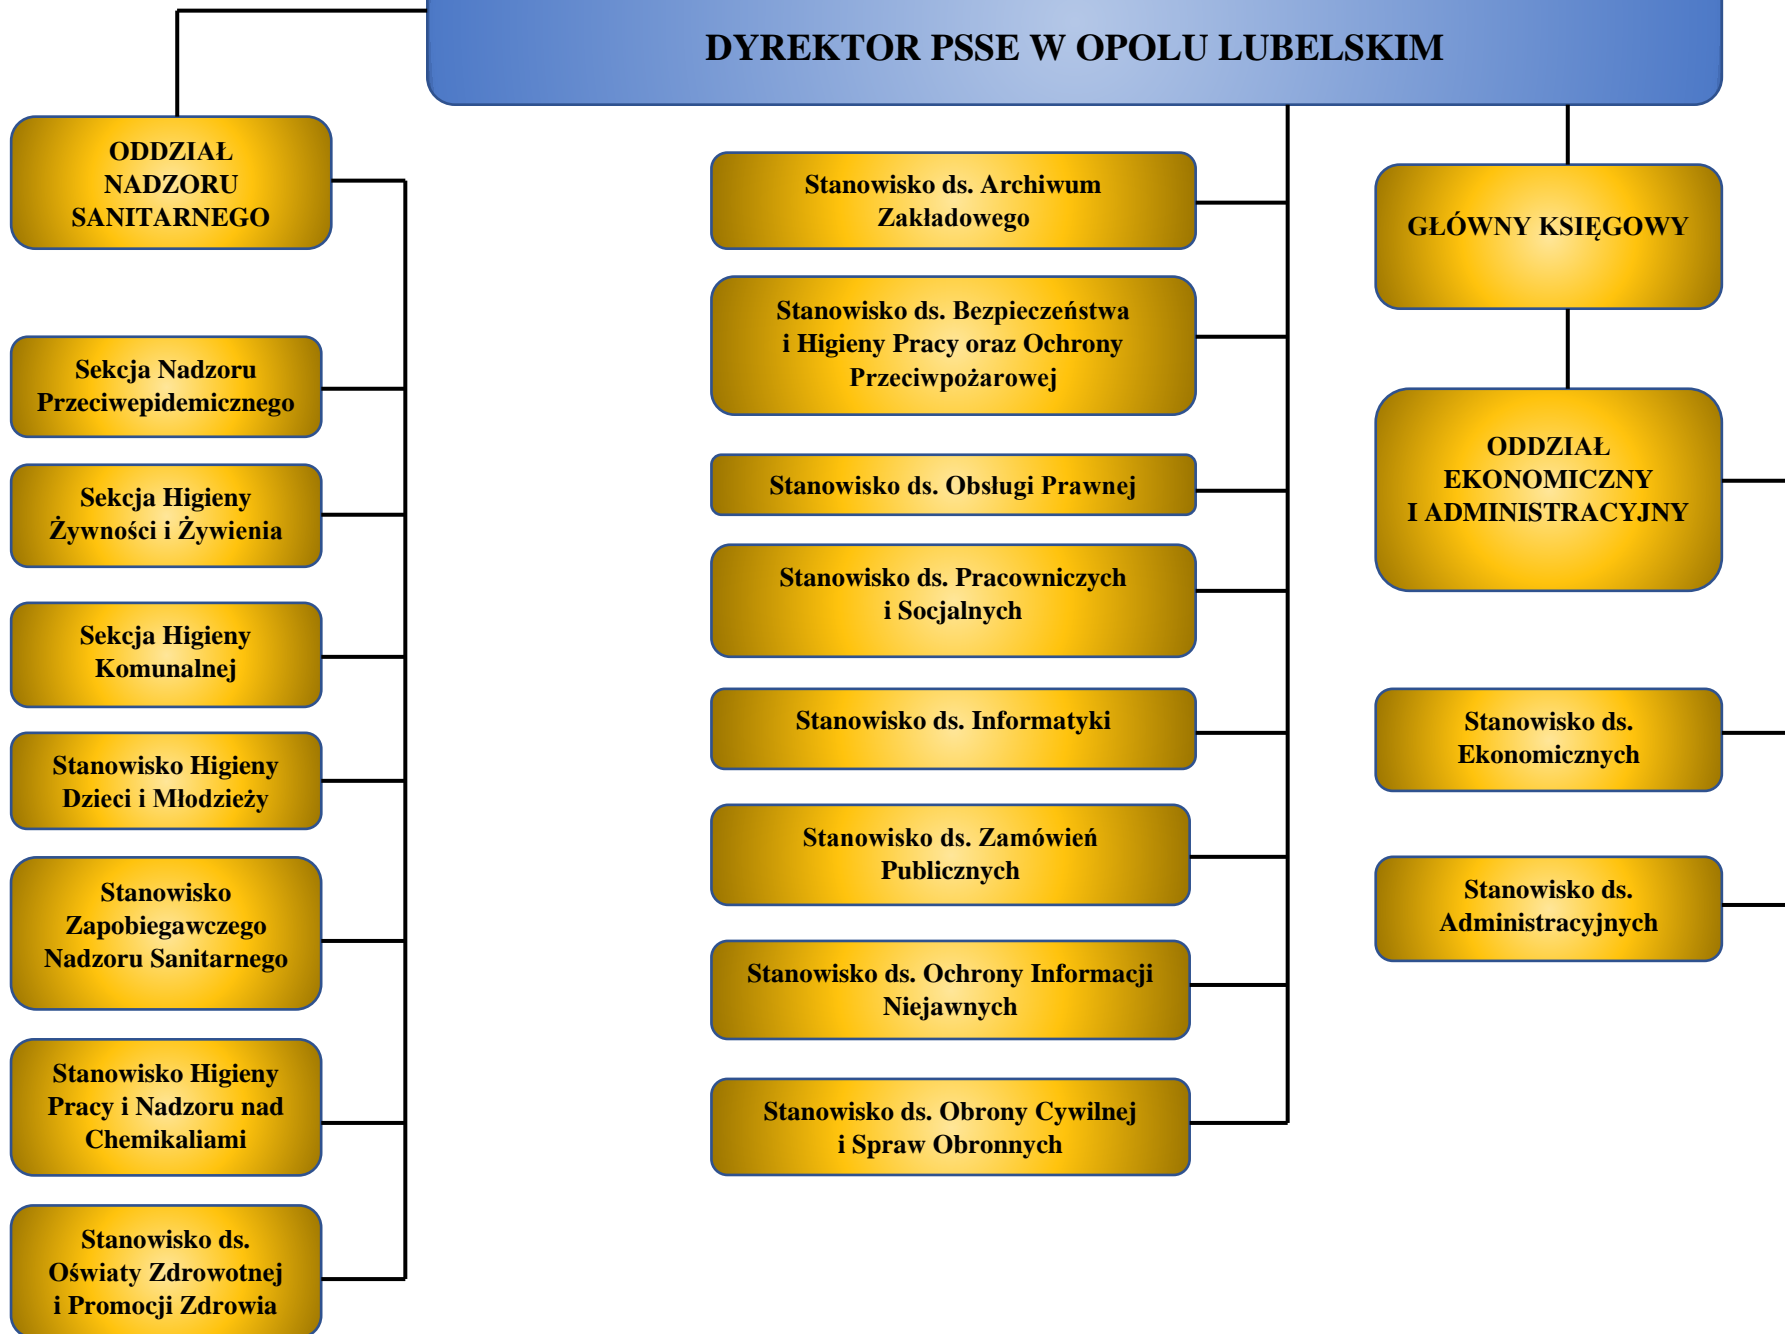 DYREKTOR PSSE W OPOLU LUBELSKIM
ODDZIAŁ
NADZORU
SANITARNEGO
Sekcja Nadzoru
Przeciwepidemicznego
Sekcja Higieny
Żywności i Żywienia
Sekcja Higieny
Komunalnej
Stanowisko Higieny
Dzieci i Młodzieży
Stanowisko
Zapobiegawczego
Nadzoru Sanitarnego
Stanowisko Higieny
Pracy i Nadzoru nad
Chemikaliami
Stanowisko ds.
Oświaty Zdrowotnej
i Promocji Zdrowia
Stanowisko ds. Archiwum
Zakładowego
Stanowisko ds. Bezpieczeństwa
i Higieny Pracy oraz Ochrony
Przeciwpożarowej
Stanowisko ds. Obsługi Prawnej
Stanowisko ds. Pracowniczych
i Socjalnych
Stanowisko ds. Informatyki
Stanowisko ds. Zamówień
Publicznych
Stanowisko ds. Ochrony Informacji
Niejawnych
Stanowisko ds. Obrony Cywilnej
i Spraw Obronnych
GŁÓWNY KSIĘGOWY
ODDZIAŁ
EKONOMICZNY
I ADMINISTRACYJNY
Stanowisko ds.
Ekonomicznych
Stanowisko ds.
Administracyjnych